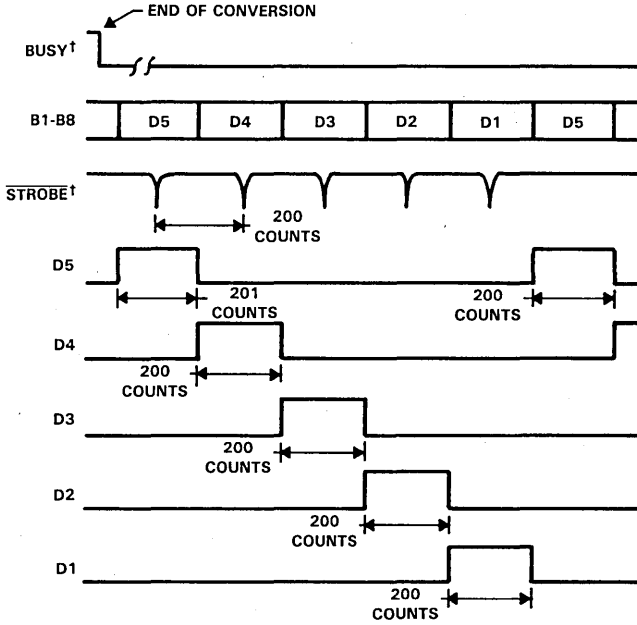 END OF CONVERSION
BUSY†
B1-B8 D5 D4 D3 D2 D1 D5
STROBE†
200
COUNTS
D5
201
COUNTS
200
COUNTS
D4
200
COUNTS
D3
200
COUNTS
D2
200
COUNTS
D1
200
COUNTS